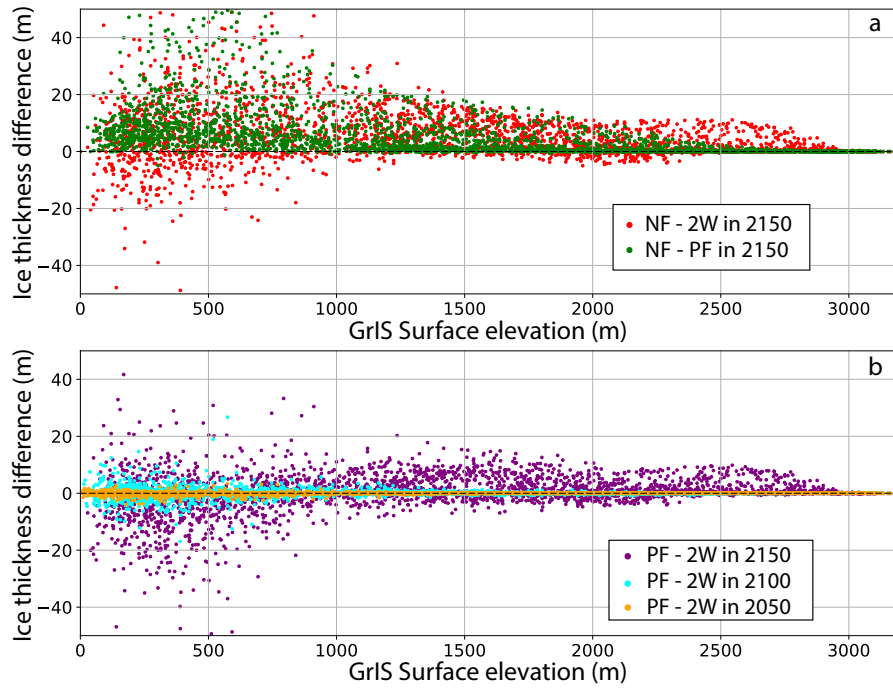 a
Ice thickness difference (m)
40
20
0
−20
−40
NF - 2W in 2150
NF - PF in 2150
0 500 1000 1500 2000 2500 3000
GrIS Surface elevation (m)
b
Ice thickness difference (m)
40
20
0
−20
−40
PF - 2W in 2150
PF - 2W in 2100
PF - 2W in 2050
0 500 1000 1500 2000 2500 3000
GrIS Surface elevation (m)